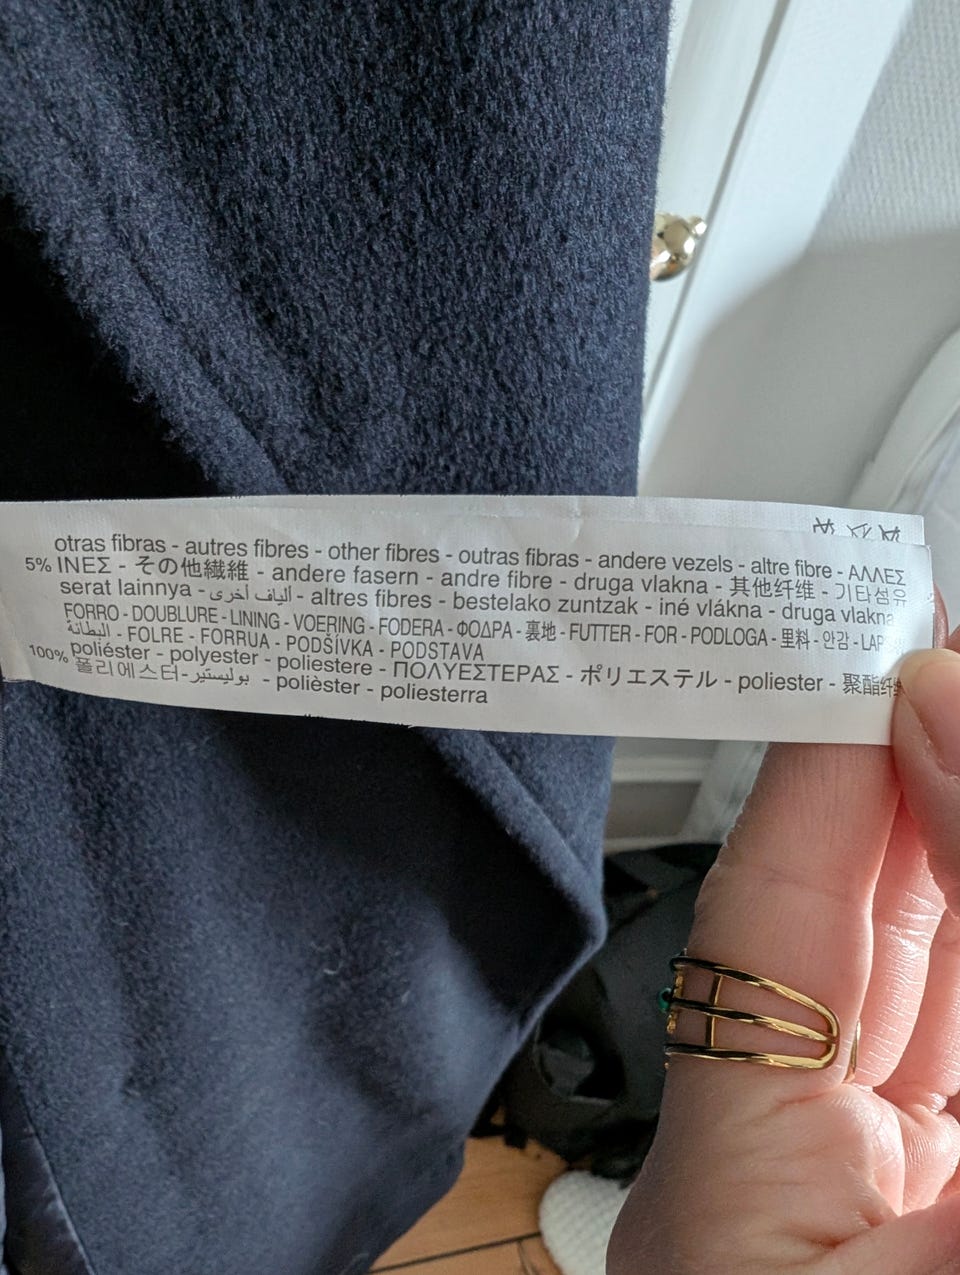 otras fibras - autres fibres - other fibres - outras fibras - andere vezels - altre fibre - ΑΛΛΕΣ
5% ΙΝΕΣ - その他繊維 - andere fasern - andre fibre - druga vlakna - 其他纤维 - 기타섬유
serat lainnya - ألياف أخرى - altres fibres - bestelako zuntzak - iné vlákna - druga vlakna
FORRO - DOUBLURE - LINING - VOERING - FODERA - ΦΟΔΡΑ - 裏地 - FUTTER - FOR - PODLOGA - 里料 - 안감 -
البطانة - FOLRE - FORRUA - PODŠÍVKA - PODSTAVA
100% poliéster - polyester - poliestere - ΠΟΛΥΕΣΤΕΡΑΣ - ポリエステル - poliester - 聚酯纤维
폴리에스터-بوليستير - polièster - poliesterra